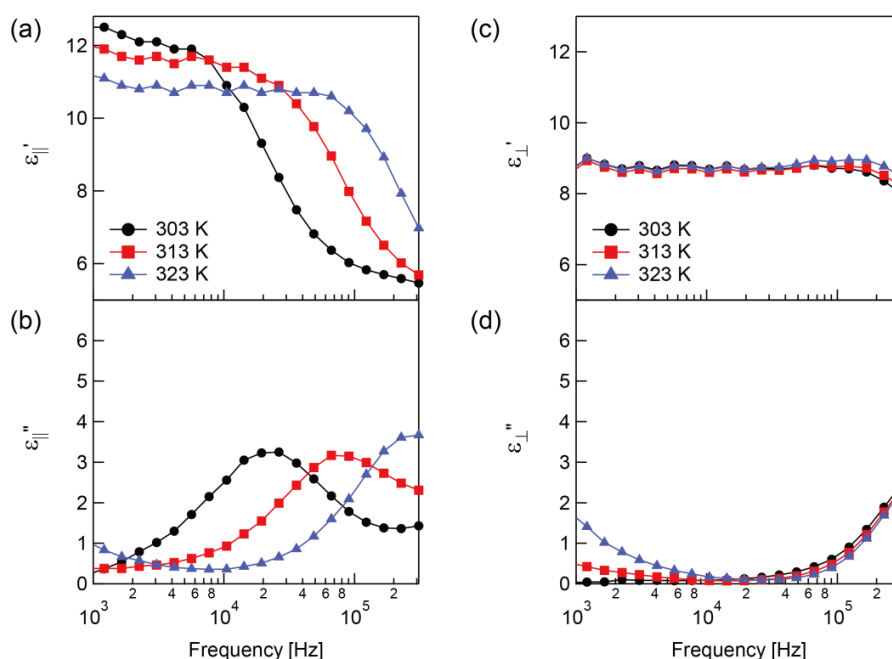 (a)
12
10
8
6
ε||'
303 K
313 K
323 K
(b)
6
5
4
3
2
1
0
ε||"
10³ 2 4 6 8 10⁴ 2 4 6 8 10⁵ 2
Frequency [Hz]
(c)
12
10
8
6
ε⊥'
303 K
313 K
323 K
(d)
6
5
4
3
2
1
0
ε⊥"
10³ 2 4 6 8 10⁴ 2 4 6 8 10⁵ 2
Frequency [Hz]